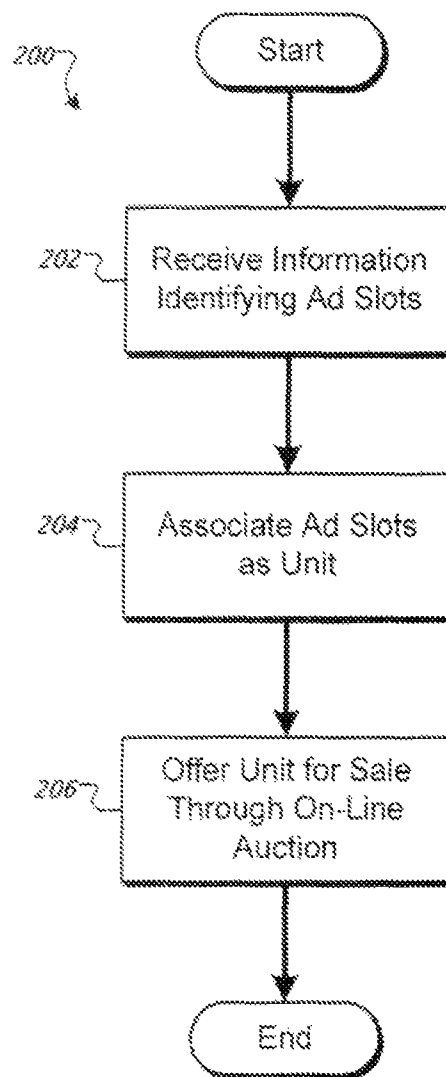 200
Start
202
Receive Information
Identifying Ad Slots
204
Associate Ad Slots
as Unit
206
Offer Unit for Sale
Through On-Line
Auction
End